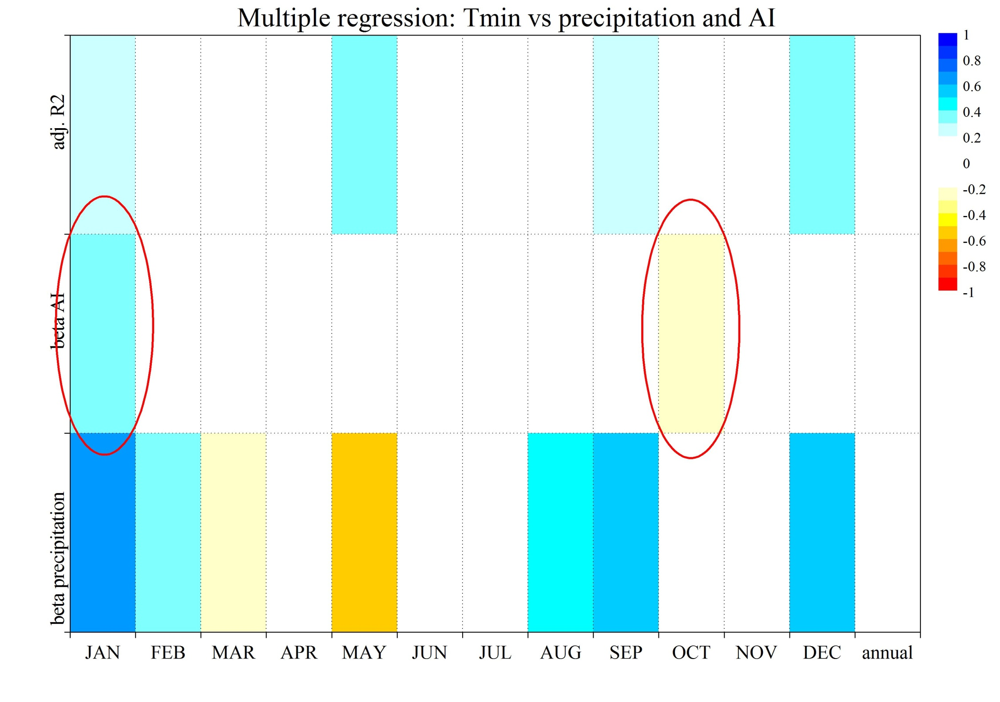 Multiple regression: Tmin vs precipitation and AI
adj. R2
beta AI
beta precipitation
JAN FEB MAR APR MAY JUN JUL AUG SEP OCT NOV DEC annual
1
0.8
0.6
0.4
0.2
0
-0.2
-0.4
-0.6
-0.8
-1